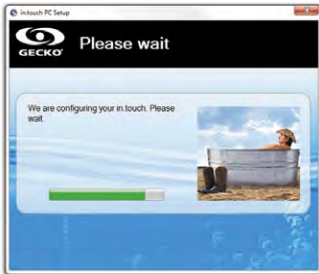 in.touch PC Setup
GECKO
Please wait
We are configuring your in.touch. Please
wait.